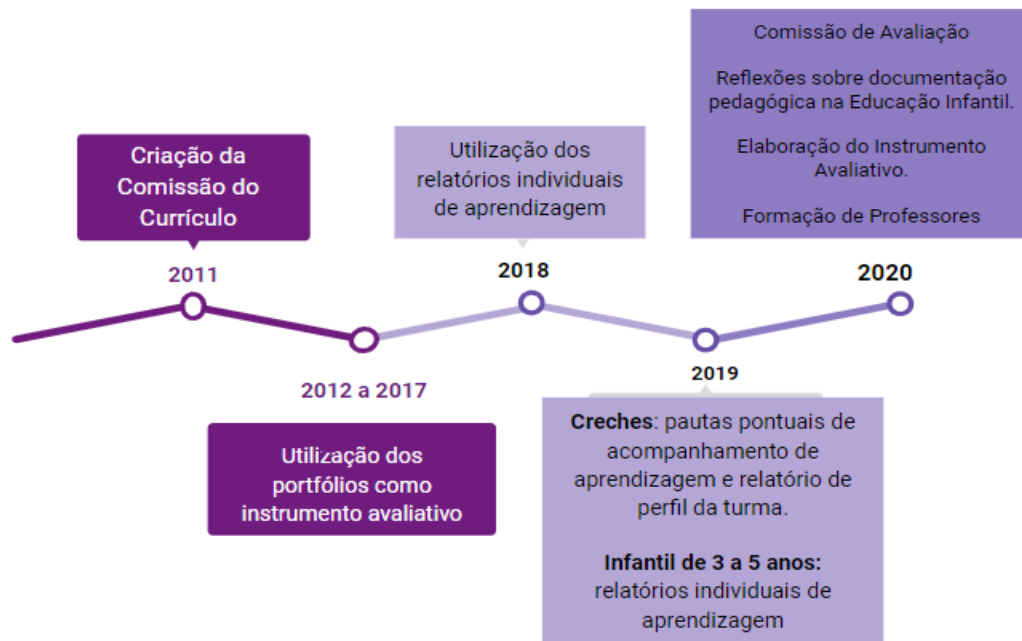 Criação da
Comissão do
Currículo
2011
2012 a 2017
Utilização dos
portfólios como
instrumento avaliativo
Utilização dos
relatórios individuais
de aprendizagem
2018
2019
Creches: pautas pontuais de
acompanhamento de
aprendizagem e relatório de
perfil da turma.
Infantil de 3 a 5 anos:
relatórios individuais de
aprendizagem
Comissão de Avaliação
Reflexões sobre documentação
pedagógica na Educação Infantil.
Elaboração do Instrumento
Avaliativo.
Formação de Professores
2020